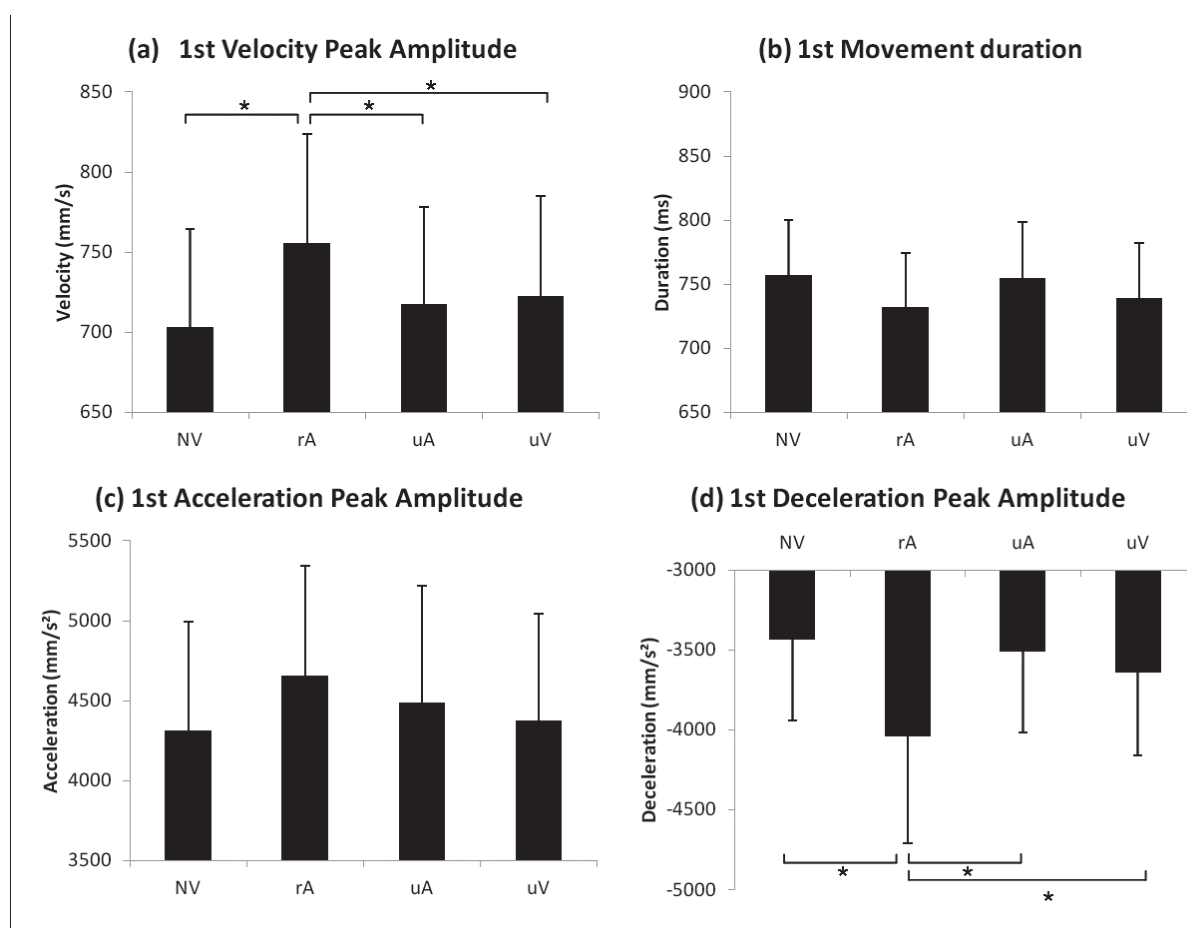 (a) 1st Velocity Peak Amplitude
Velocity (mm/s)
850
800
750
700
650
* * *
NV rA uA uV
(b) 1st Movement duration
Duration (ms)
900
850
800
750
700
650
NV rA uA uV
(c) 1st Acceleration Peak Amplitude
Acceleration (mm/s²)
5500
5000
4500
4000
3500
NV rA uA uV
(d) 1st Deceleration Peak Amplitude
NV rA uA uV
Deceleration (mm/s²)
-3000
-3500
-4000
-4500
-5000
* * *